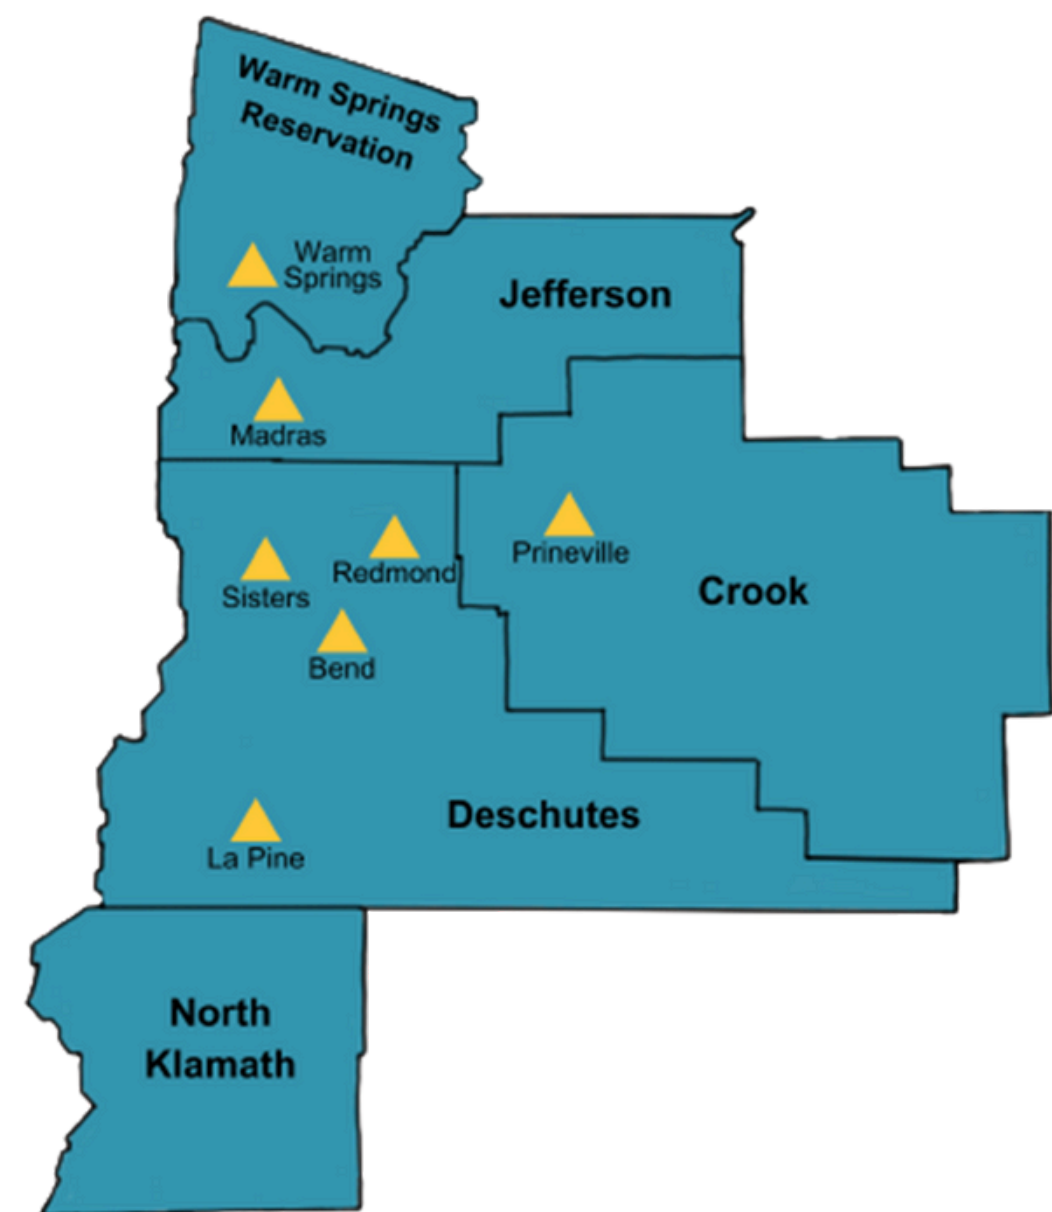 Warm Springs
Reservation
Warm
Springs
Jefferson
Madras
Prineville
Redmond
Sisters
Crook
Bend
Deschutes
La Pine
North
Klamath